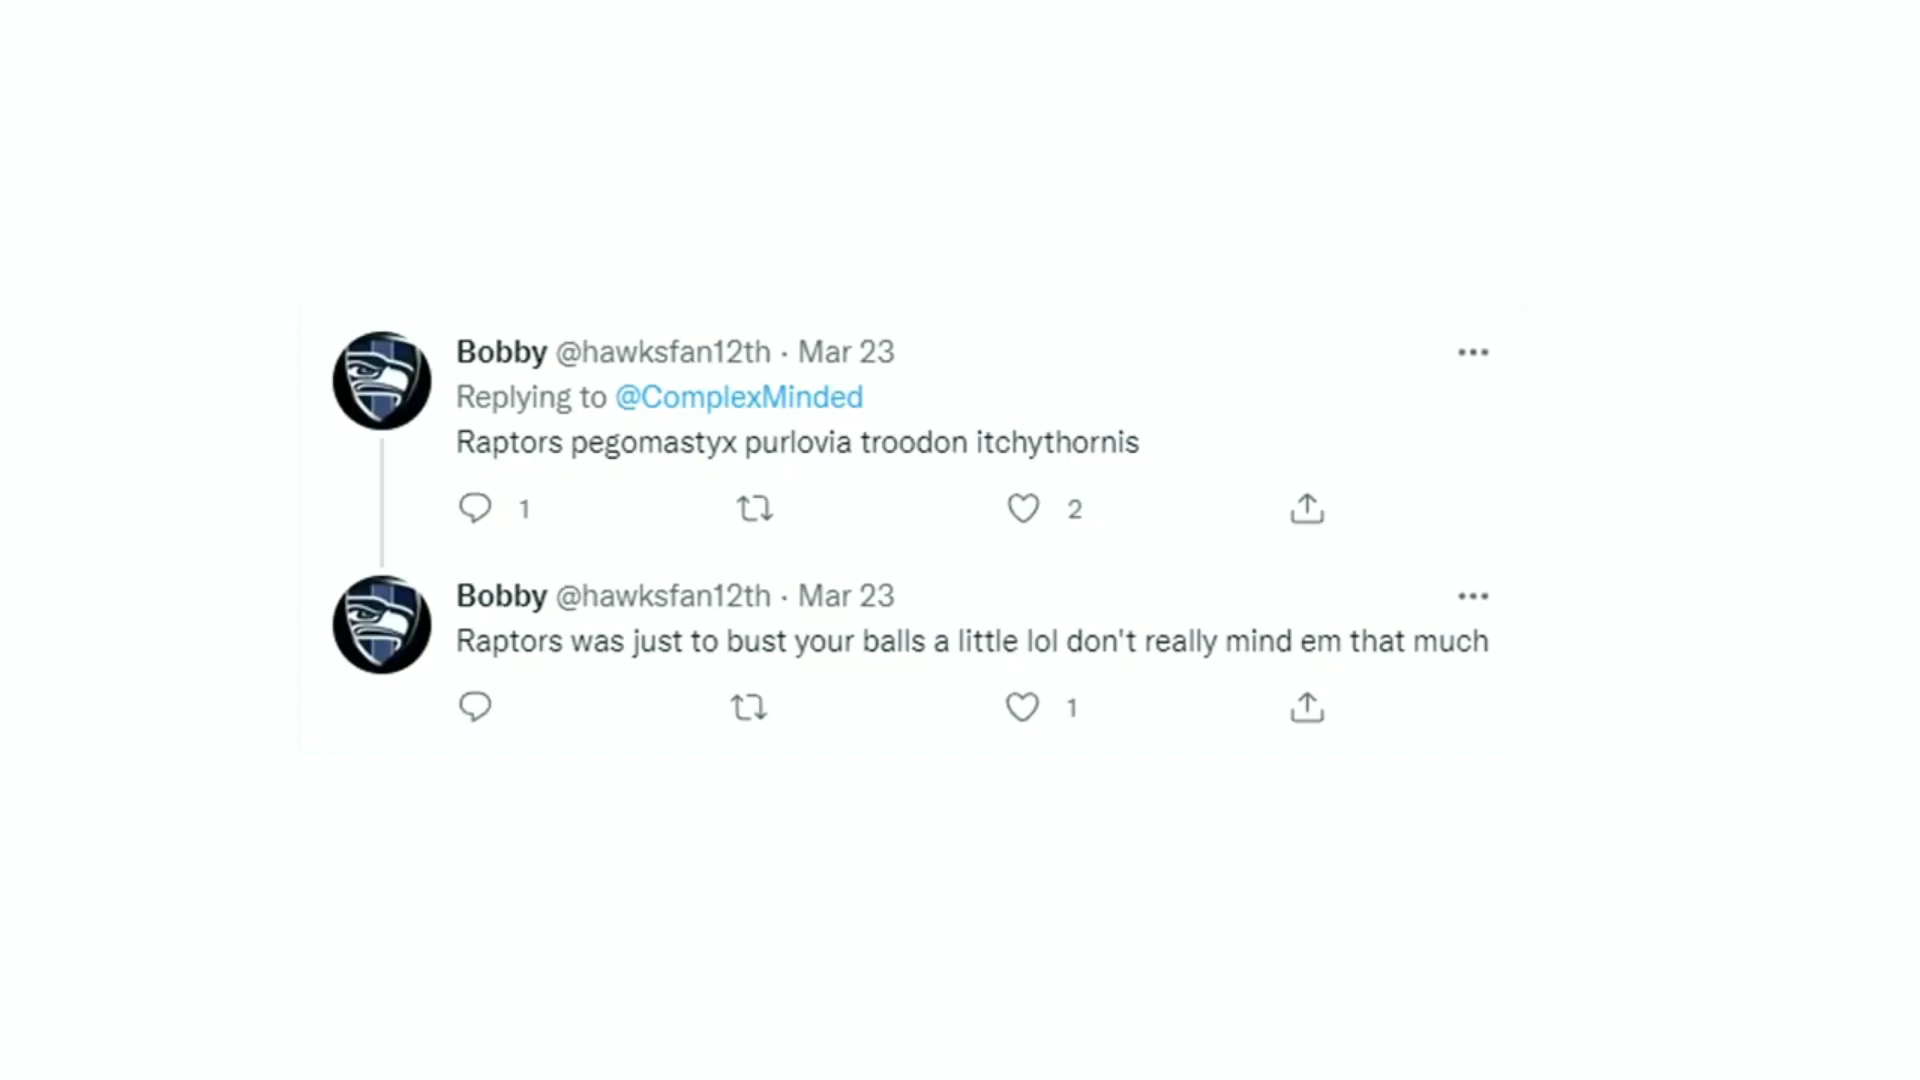 Bobby @hawksfan12th · Mar 23
Replying to @ComplexMinded
Raptors pegomastyx purlovia troodon itchythornis
1 2
Bobby @hawksfan12th · Mar 23
Raptors was just to bust your balls a little lol don't really mind em that much
1